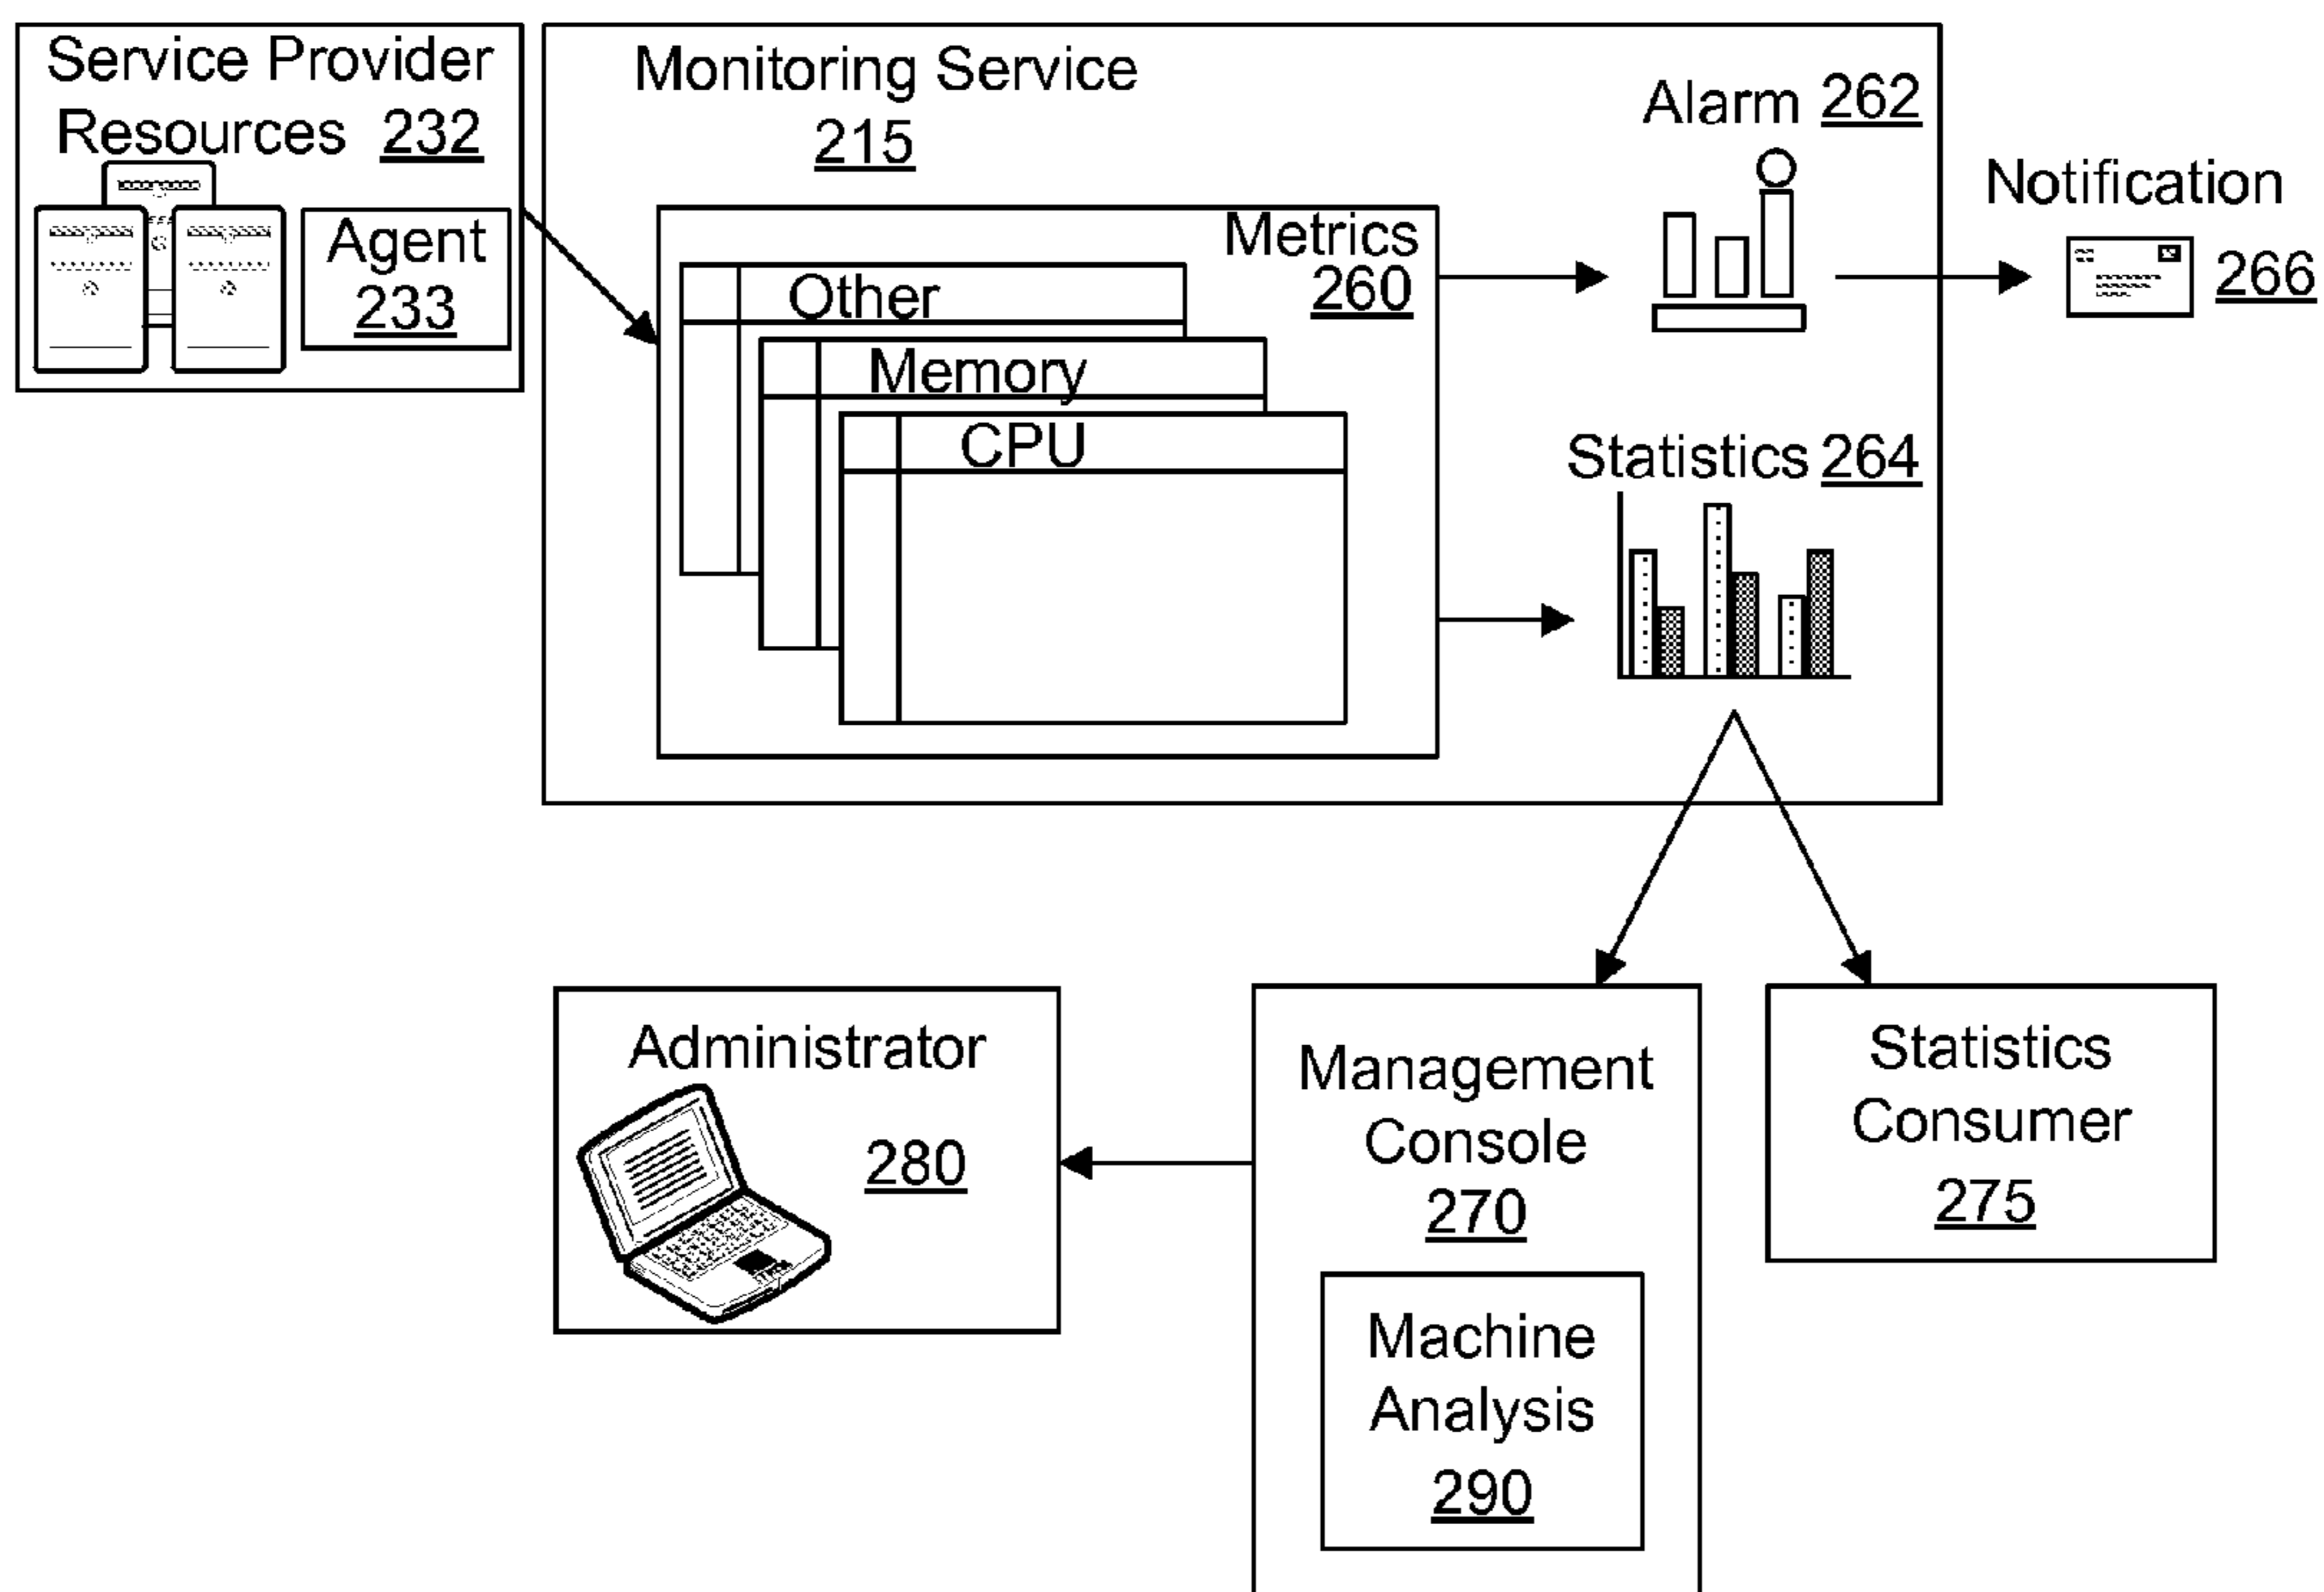 Service Provider
Resources 232
Agent
233
Monitoring Service
215
Metrics
260
Other
Memory
CPU
Alarm 262
Notification
266
Statistics 264
Administrator
280
Management
Console
270
Machine
Analysis
290
Statistics
Consumer
275